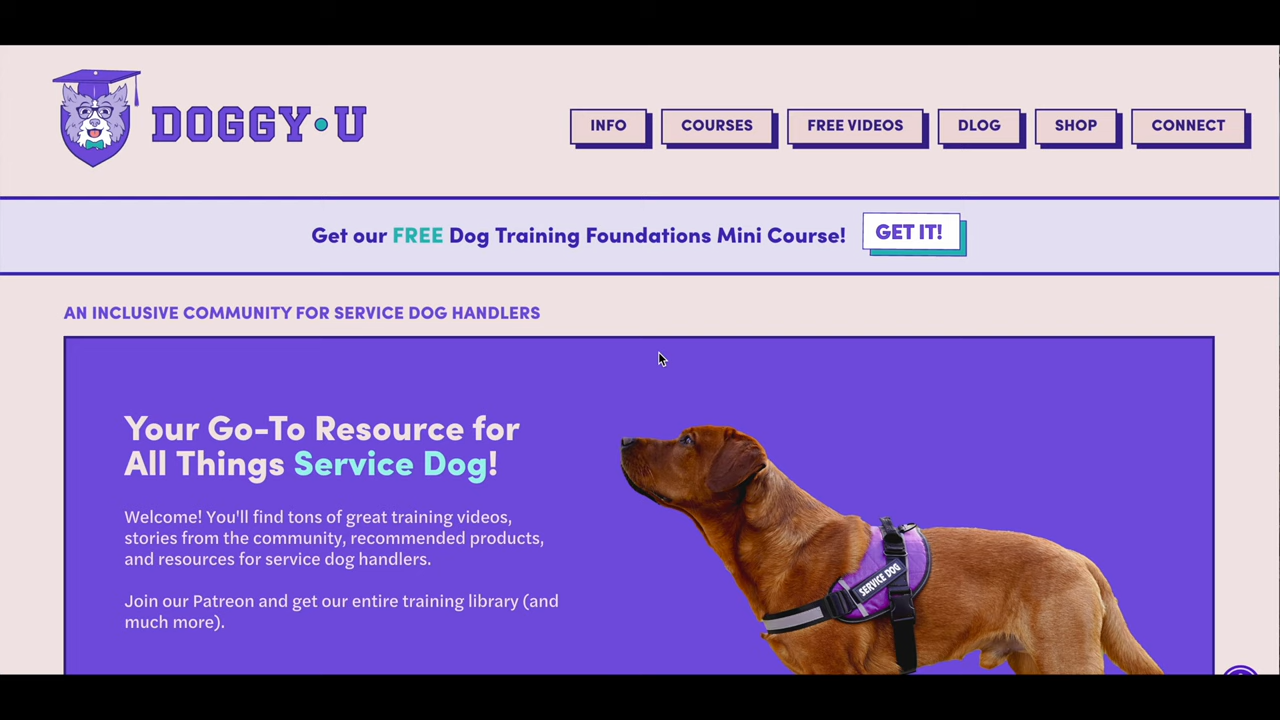 DOGGY•U
INFO
COURSES
FREE VIDEOS
DLOG
SHOP
CONNECT
Get our FREE Dog Training Foundations Mini Course!
GET IT!
AN INCLUSIVE COMMUNITY FOR SERVICE DOG HANDLERS
Your Go-To Resource for
All Things Service Dog!
Welcome! You'll find tons of great training videos,
stories from the community, recommended products,
and resources for service dog handlers.
Join our Patreon and get our entire training library (and
much more).
SERVICE DOG